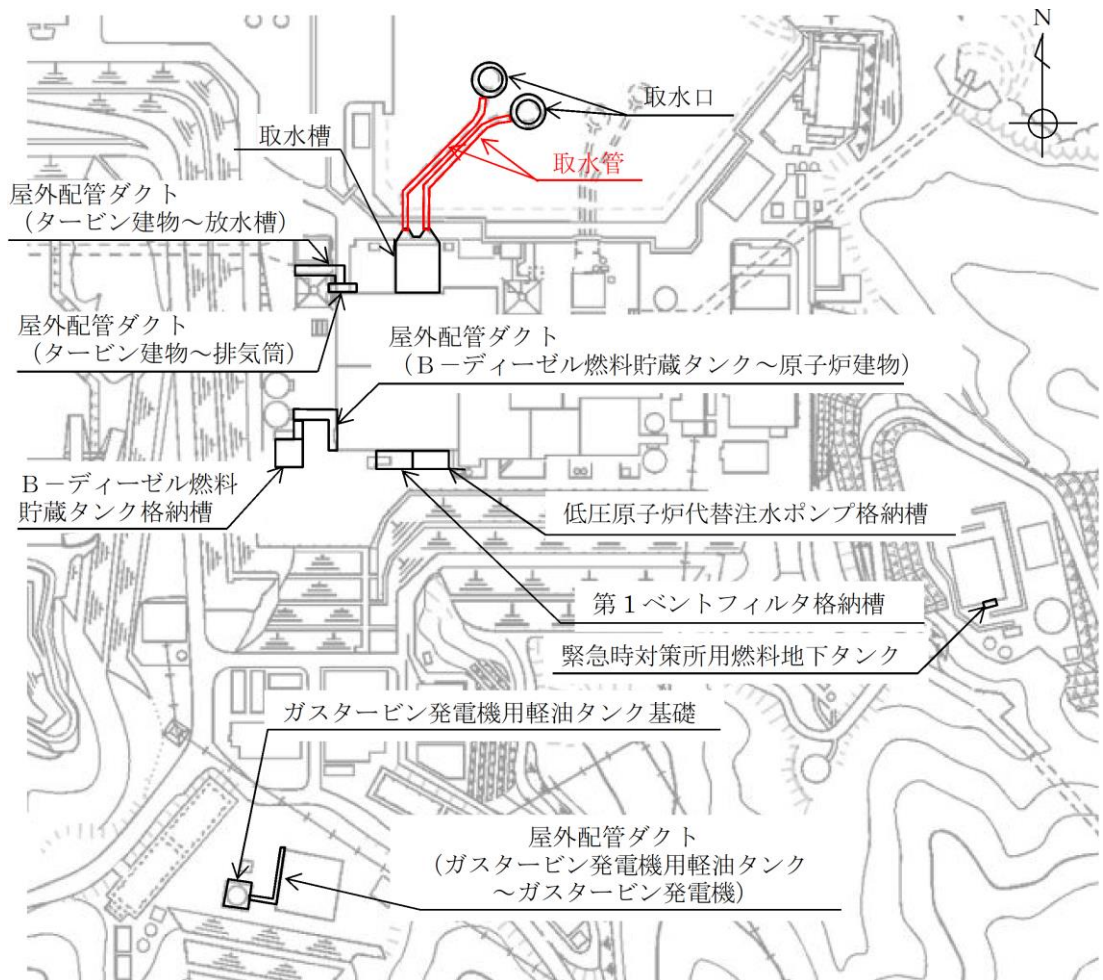 N
取水口
取水槽
取水管
屋外配管ダクト
（タービン建物～放水槽）
屋外配管ダクト
（タービン建物～排気筒）
屋外配管ダクト
（Ｂ－ディーゼル燃料貯蔵タンク～原子炉建物）
Ｂ－ディーゼル燃料
貯蔵タンク格納槽
低圧原子炉代替注水ポンプ格納槽
第１ベントフィルタ格納槽
緊急時対策所用燃料地下タンク
ガスタービン発電機用軽油タンク基礎
屋外配管ダクト
（ガスタービン発電機用軽油タンク
～ガスタービン発電機）